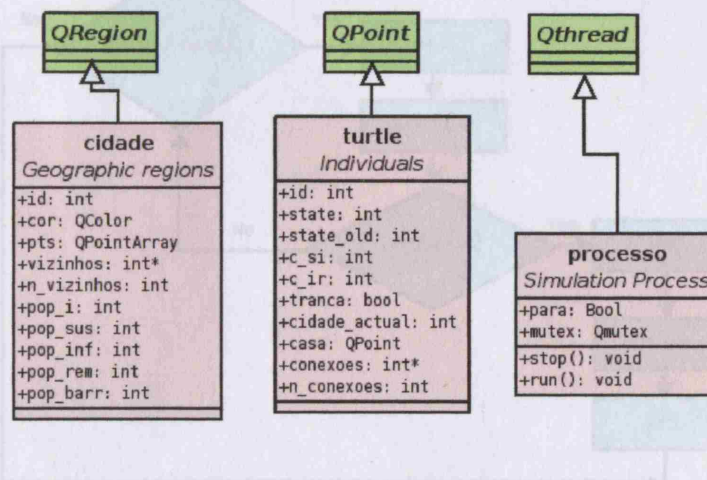 QRegion
cidade
Geographic regions
+id: int
+cor: QColor
+pts: QPointArray
+vizinhos: int*
+n_vizinhos: int
+pop_i: int
+pop_sus: int
+pop_inf: int
+pop_rem: int
+pop_barr: int
QPoint
turtle
Individuals
+id: int
+state: int
+state_old: int
+c_si: int
+c_ir: int
+tranca: bool
+cidade_actual: int
+casa: QPoint
+conexoes: int*
+n_conexoes: int
Qthread
processo
Simulation Process
+para: Bool
+mutex: Qmutex
+stop(): void
+run(): void